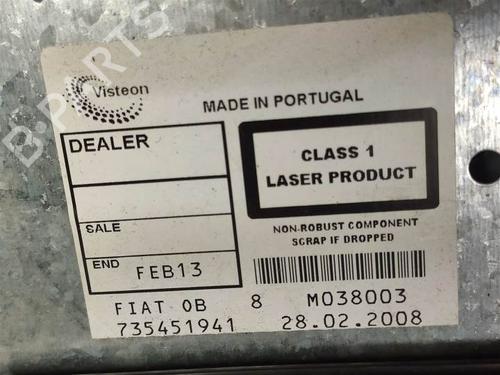 Visteon
MADE IN PORTUGAL
DEALER
CLASS 1
LASER PRODUCT
SALE
NON-ROBUST COMPONENT
SCRAP IF DROPPED
END FEB13
FIAT OB 8 M038003
735451941 28.02.2008
B-PARTS